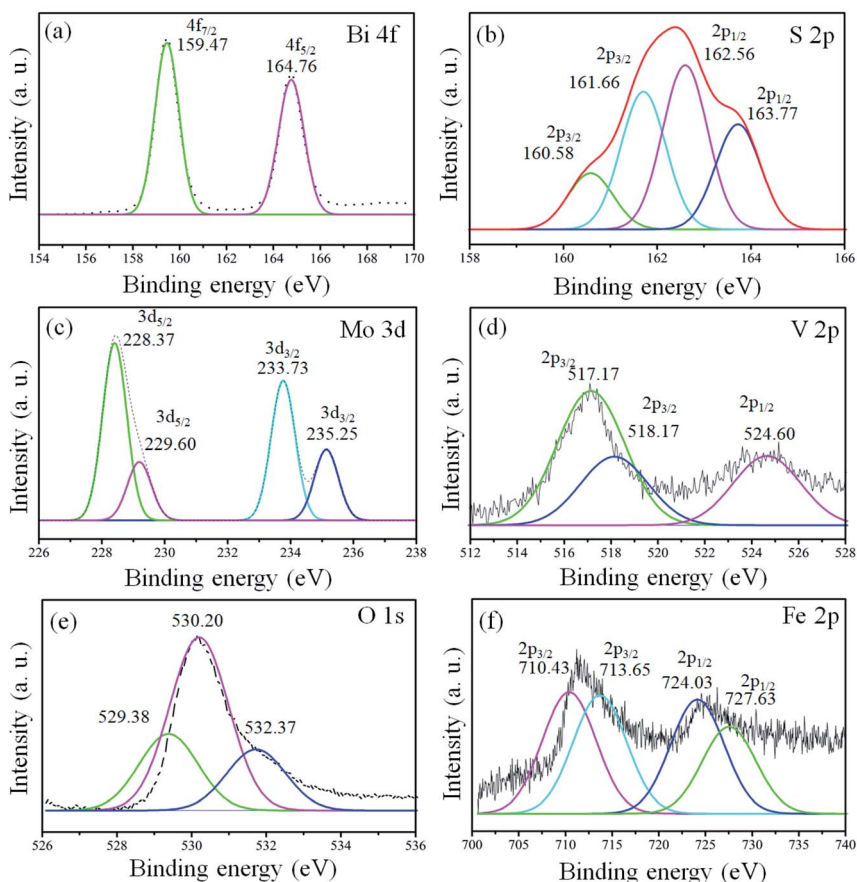 (a)
4f7/2
159.47
4f5/2
164.76
Bi 4f
Intensity (a. u.)
154 156 158 160 162 164 166 168 170
Binding energy (eV)
(b)
S 2p
2p3/2
160.58
2p3/2
161.66
2p1/2
162.56
2p1/2
163.77
Intensity (a. u.)
158 160 162 164 166
Binding energy (eV)
(c)
3d5/2
228.37
3d5/2
229.60
3d3/2
233.73
3d3/2
235.25
Mo 3d
Intensity (a. u.)
226 228 230 232 234 236 238
Binding energy (eV)
(d)
V 2p
2p3/2
517.17
2p3/2
518.17
2p1/2
524.60
Intensity (a. u.)
512 514 516 518 520 522 524 526 528
Binding energy (eV)
(e)
O 1s
529.38
530.20
532.37
Intensity (a. u.)
526 528 530 532 534 536
Binding energy (eV)
(f)
Fe 2p
2p3/2
710.43
2p3/2
713.65
2p1/2
724.03
2p1/2
727.63
Intensity (a. u.)
700 705 710 715 720 725 730 735 740
Binding energy (eV)